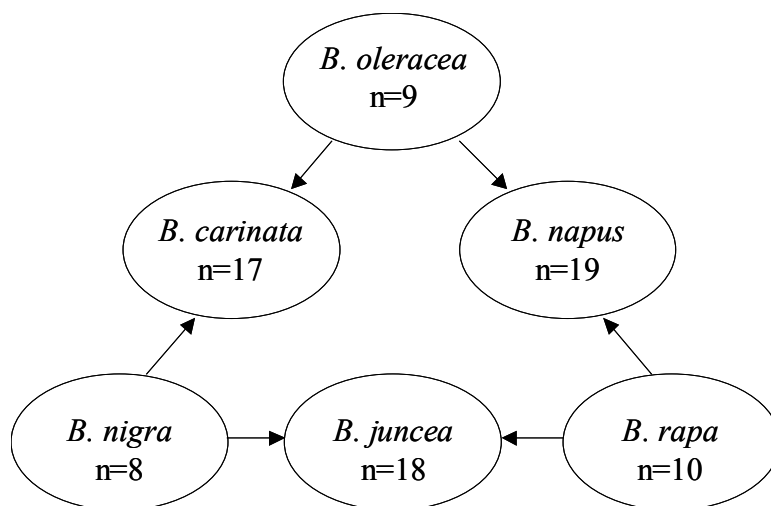 B. oleracea
n=9
B. carinata
n=17
B. napus
n=19
B. nigra
n=8
B. juncea
n=18
B. rapa
n=10